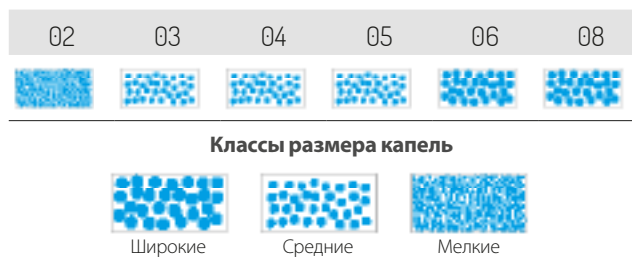 02 03 04 05 06 08
Классы размера капель
Широкие Средние Мелкие